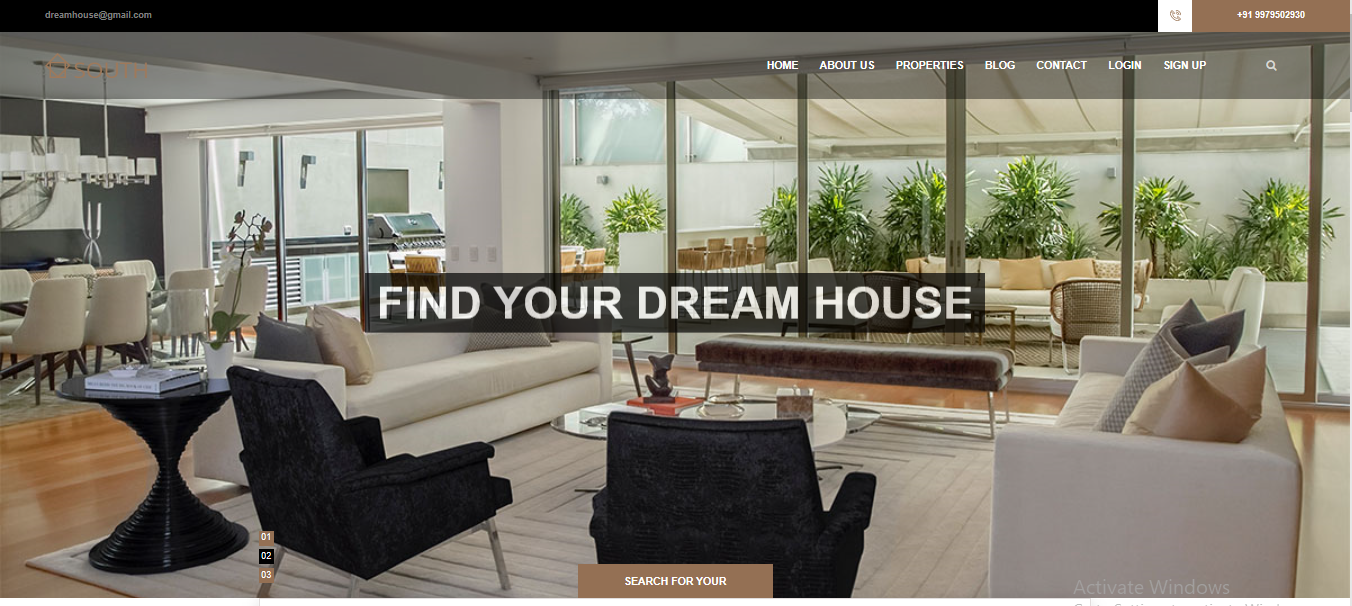 dreamhouse@gmail.com
+91 9979502930
HOME ABOUT US PROPERTIES BLOG CONTACT LOGIN SIGN UP
FIND YOUR DREAM HOUSE
01
02
03
SEARCH FOR YOUR
Activate Windows